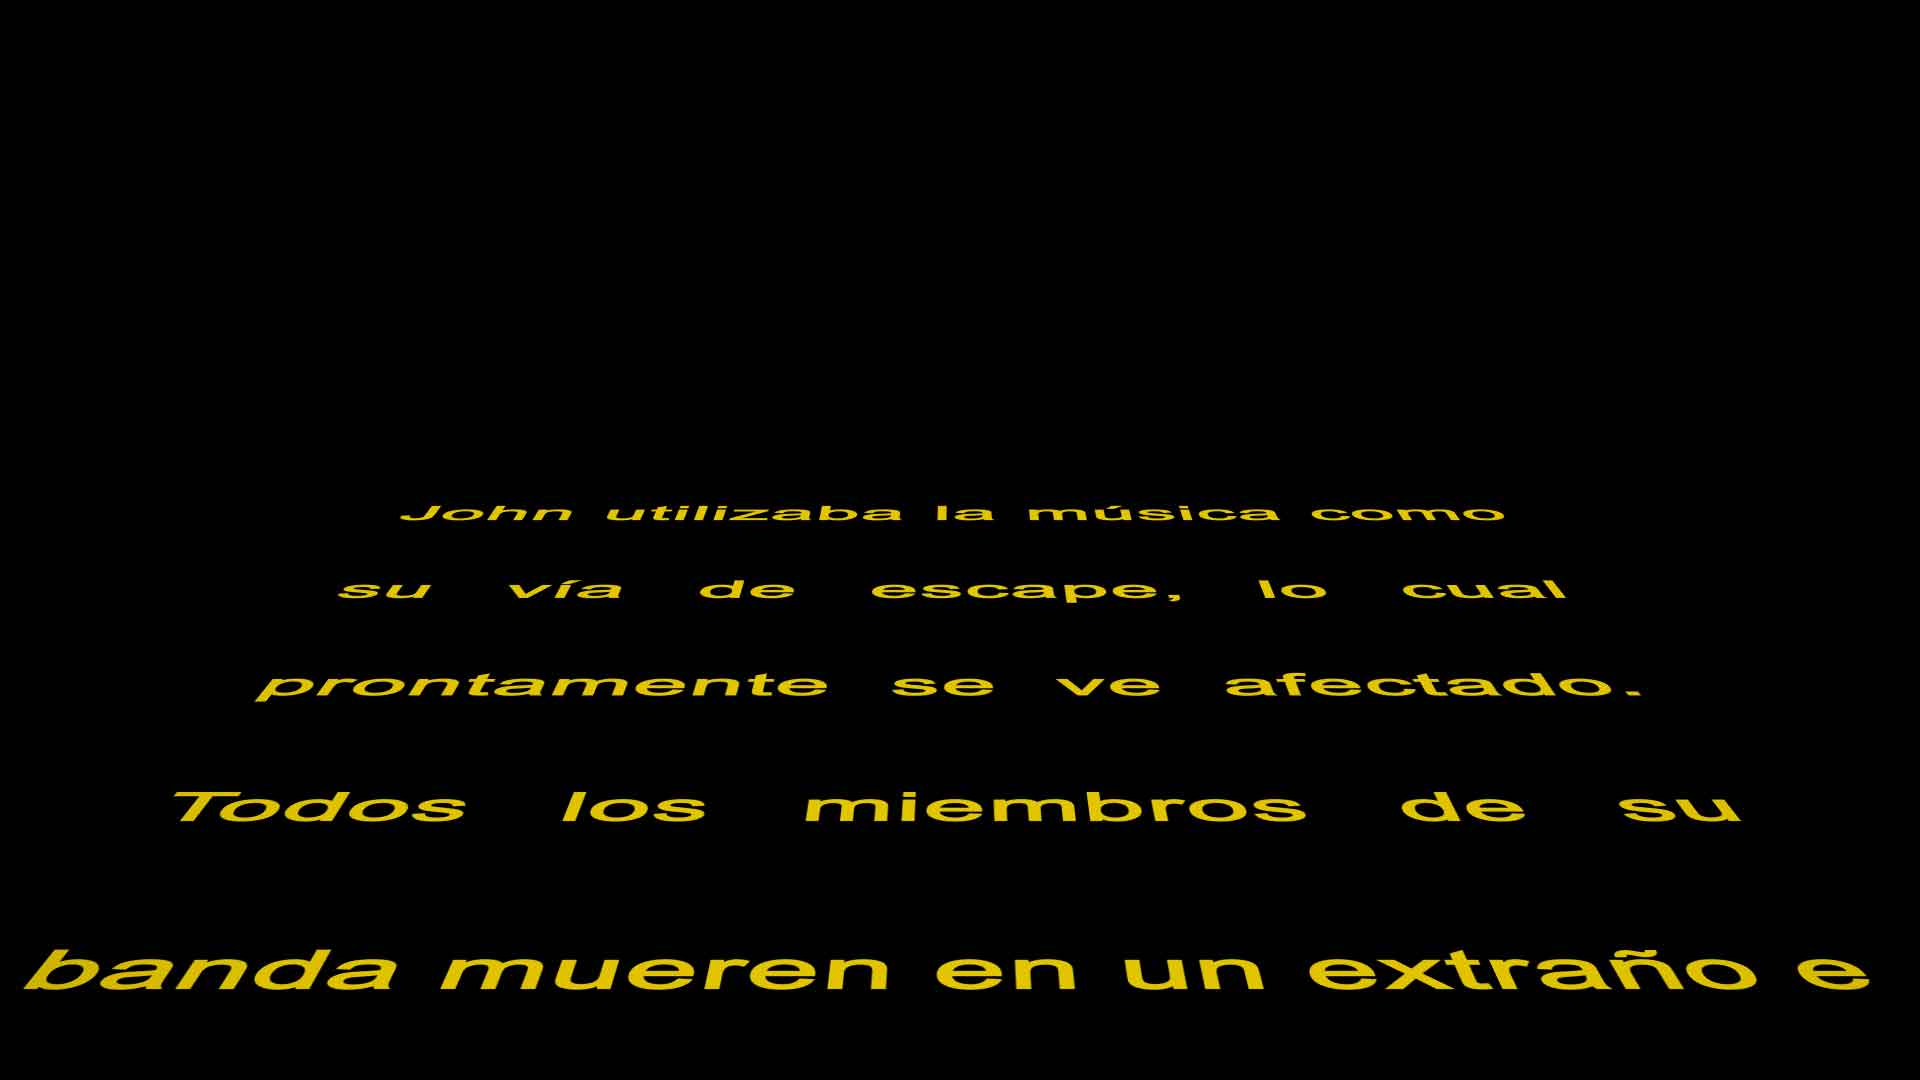 John utilizaba la música como
su vía de escape, lo cual
prontamente se ve afectado.
Todos los miembros de su
banda mueren en un extraño e